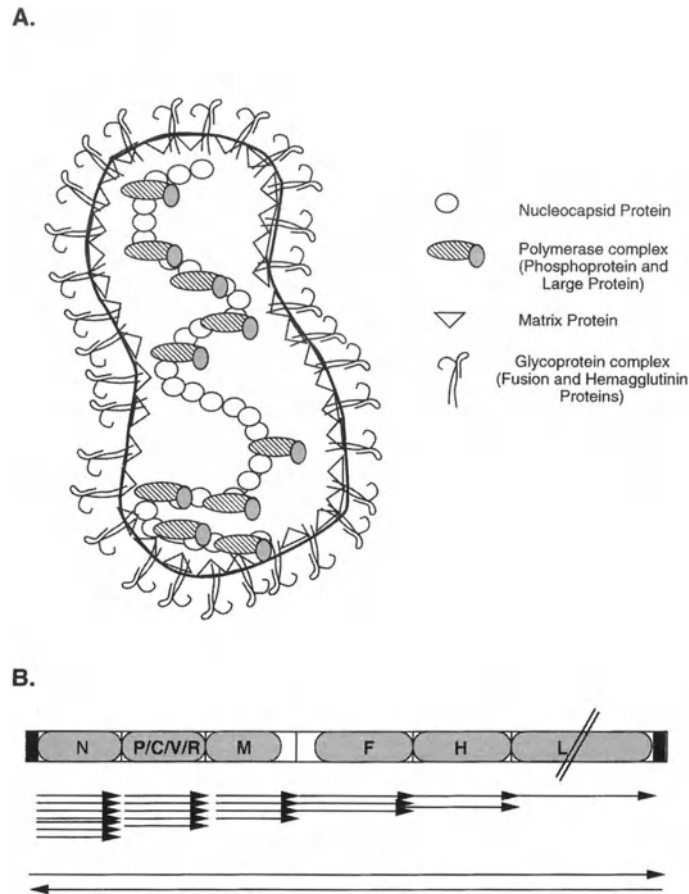 A.
Nucleocapsid Protein
Polymerase complex
(Phosphoprotein and
Large Protein)
Matrix Protein
Glycoprotein complex
(Fusion and Hemagglutinin
Proteins)
B.
N P/C/V/R M F H L